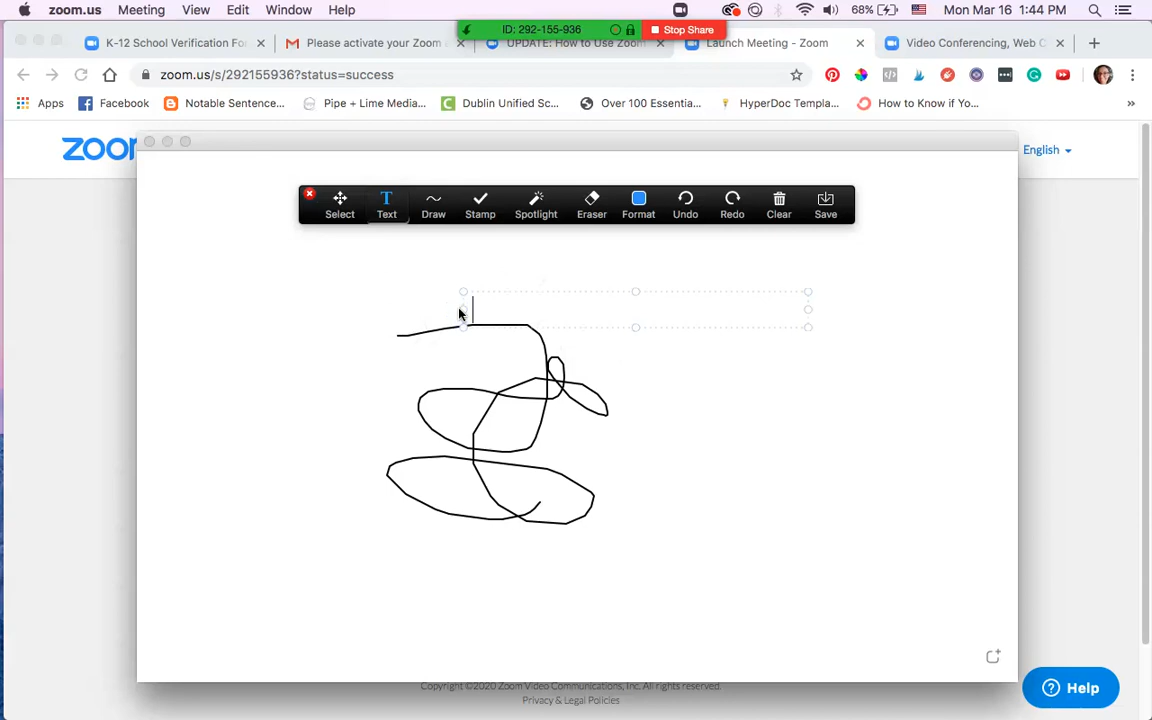 zoom.us Meeting View Edit Window Help 68% Mon Mar 16 1:44 PM
ID: 292-155-936 Stop Share
K-12 School Verification Fo Please activate your Zoom UPDATE: How to Use Zoom Launch Meeting - Zoom Video Conferencing, Web C
zoom.us/s/292155936?status=success
Apps Facebook Notable Sentence... Pipe + Lime Media... Dublin Unified Sc... Over 100 Essentia... HyperDoc Templa... How to Know if Yo... »
zoom English
Select Text Draw Stamp Spotlight Eraser Format Undo Redo Clear Save
Copyright ©2020 Zoom Video Communications, Inc. All rights reserved.
Privacy & Legal Policies
Help